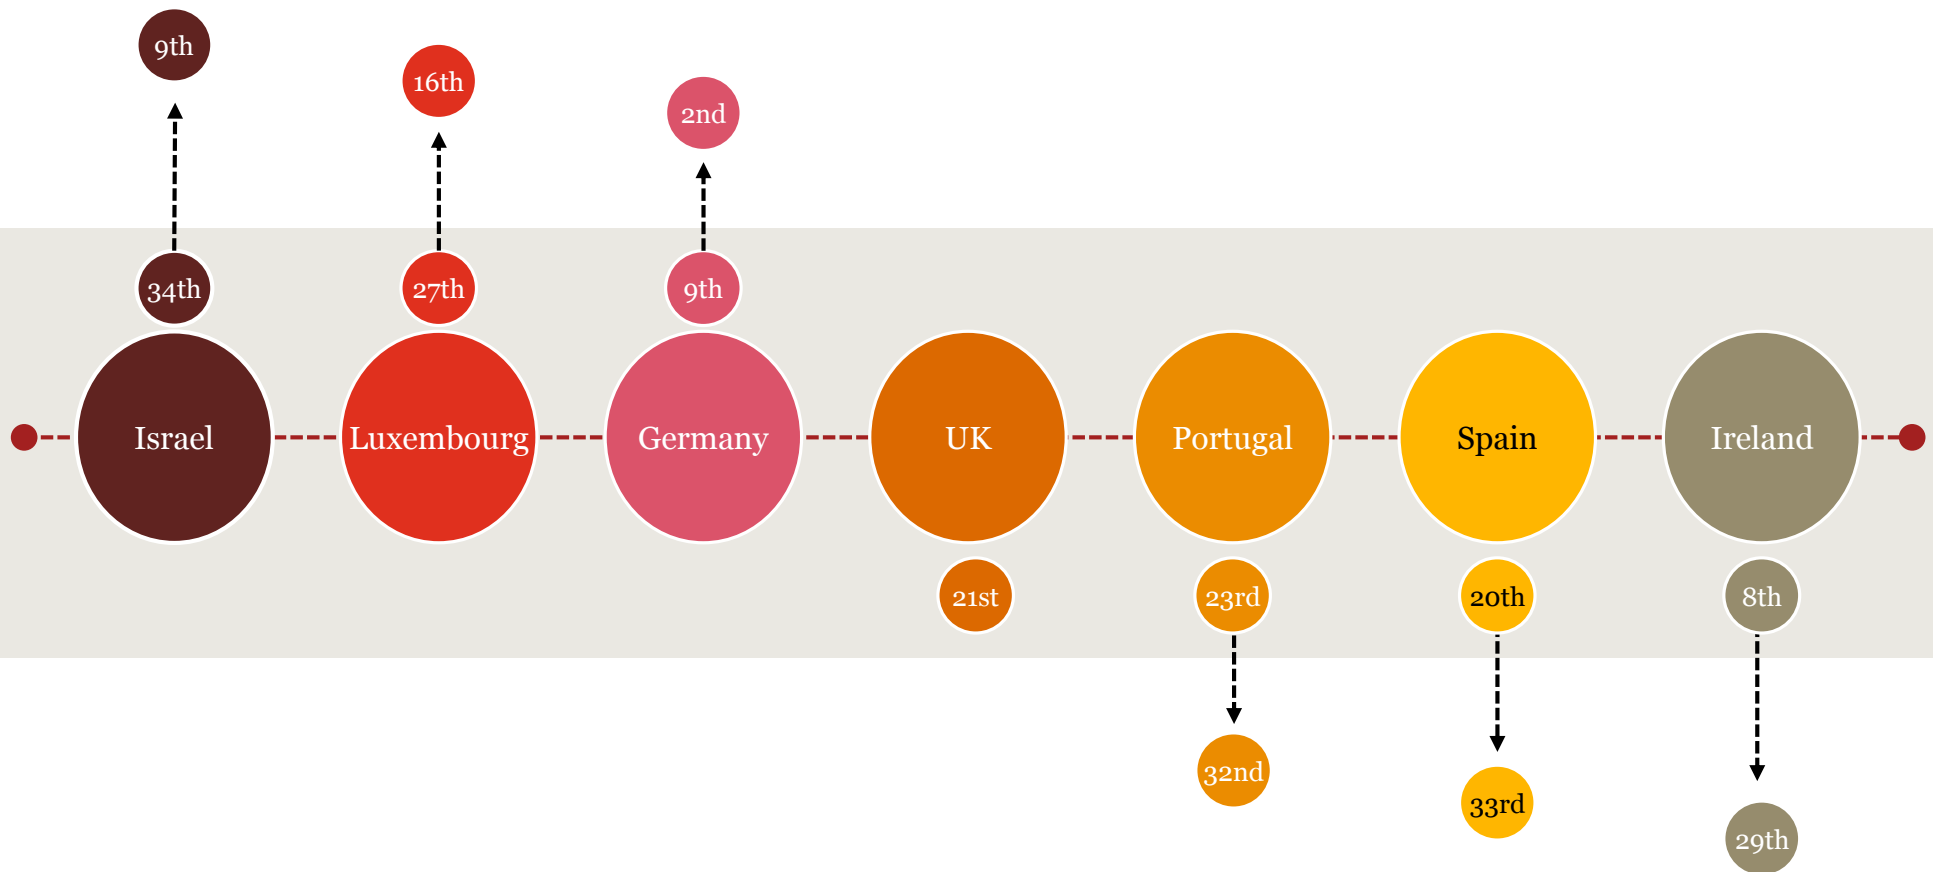 9th
16th
2nd
34th
27th
9th
Israel
Luxembourg
Germany
UK
Portugal
Spain
Ireland
21st
23rd
20th
8th
32nd
33rd
29th